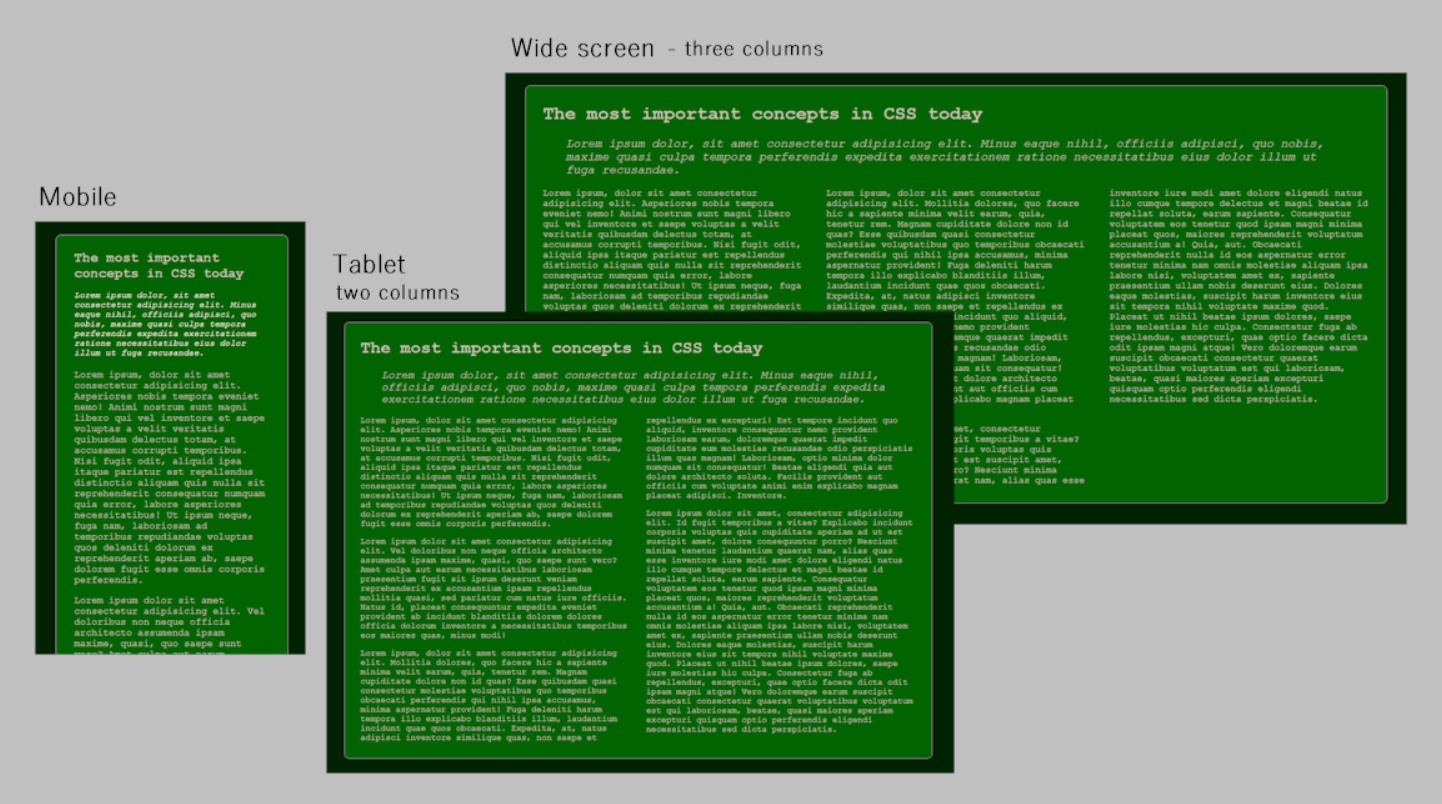 Wide screen - three columns
The most important concepts in CSS today
Lorem ipsum dolor, sit amet consectetur adipisicing elit. Minus eaque nihil, officiis adipisci, quo nobis,
maxime quasi culpa tempora perferendis expedita exercitationem ratione necessitatibus eius dolor illum ut
fuga recusandae.
Lorem ipsum, dolor sit amet consectetur
adipisicing elit. Asperiores nobis tempora
eveniet nemo! Animi nostrum sunt magni libero
qui vel inventore et saepe voluptas a velit
veritatis quibusdam delectus totam, at
accusamus corrupti temporibus. Nisi fugit odit,
aliquid ipsa itaque pariatur est repellendus
distinctio aliquam quis nulla sit reprehenderit
consequatur numquam quia error, labore
asperiores necessitatibus! Ut ipsum neque, fuga
nam, laboriosam ad temporibus repudiandae
voluptas quos deleniti dolorum ex reprehenderit
Lorem ipsum, dolor sit amet consectetur
adipisicing elit. Mollitia dolores, quo facere
hic a sapiente minima velit earum, quia,
tenetur rem. Magnam cupiditate dolore non id
quas? Esse quibusdam quasi consectetur
molestiae voluptatibus quo temporibus obcaecati
perferendis qui nihil ipsa accusamus, minima
aspernatur provident! Fuga deleniti harum
tempora illo explicabo blanditiis illum,
laudantium incidunt quae quos obcaecati.
Expedita, at, natus adipisci inventore
similique quas, non saepe et repellendus ex
incidunt quo aliquid,
nemo provident
amque quaerat impedit
recusandae odio
magnam! Laboriosam,
am sit consequatur!
dolore architecto
nt aut officiis cum
plicabo magnam placeat
met, consectetur
git temporibus a vitae?
oris voluptas quis
t est suscipit amet,
ro? Nesciunt minima
rat nam, alias quas esse
inventore iure modi amet dolore eligendi natus
illo cumque tempore delectus et magni beatae id
repellat soluta, earum sapiente. Consequatur
voluptatem eos tenetur quod ipsum magni minima
placeat quos, maiores reprehenderit voluptatum
accusantium a! Quia, aut. Obcaecati
reprehenderit nulla id eos aspernatur error
tenetur minima nam omnis molestiae aliquam ipsa
labore nisi, voluptatem amet ex, sapiente
praesentium ullam nobis deserunt eius. Dolores
eaque molestias, suscipit harum inventore eius
sit tempora nihil voluptate maxime quod.
Placeat ut nihil beatae ipsum dolores, saepe
iure molestias hic culpa. Consectetur fuga ab
repellendus, excepturi, quae optio facere dicta
odit ipsam magni atque! Vero doloremque earum
suscipit obcaecati consectetur quaerat
voluptatibus voluptatum est qui laboriosam,
beatae, quasi maiores aperiam excepturi
quisquam optio perferendis eligendi
necessitatibus sed dicta perspiciatis.
Mobile
The most important
concepts in CSS today
Lorem ipsum dolor, sit amet
consectetur adipisicing elit. Minus
eaque nihil, officiis adipisci, quo
nobis, maxime quasi culpa tempora
perferendis expedita exercitationem
ratione necessitatibus eius dolor
illum ut fuga recusandae.
Lorem ipsum, dolor sit amet
consectetur adipisicing elit.
Asperiores nobis tempora eveniet
nemo! Animi nostrum sunt magni
libero qui vel inventore et saepe
voluptas a velit veritatis
quibusdam delectus totam, at
accusamus corrupti temporibus.
Nisi fugit odit, aliquid ipsa
itaque pariatur est repellendus
distinctio aliquam quis nulla sit
reprehenderit consequatur numquam
quia error, labore asperiores
necessitatibus! Ut ipsum neque,
fuga nam, laboriosam ad
temporibus repudiandae voluptas
quos deleniti dolorum ex
reprehenderit aperiam ab, saepe
dolorem fugit esse omnis corporis
perferendis.
Lorem ipsum dolor sit amet
consectetur adipisicing elit. Vel
doloribus non neque officia
architecto assumenda ipsam
maxime, quasi, quo saepe sunt
Tablet
two columns
The most important concepts in CSS today
Lorem ipsum dolor, sit amet consectetur adipisicing elit. Minus eaque nihil,
officiis adipisci, quo nobis, maxime quasi culpa tempora perferendis expedita
exercitationem ratione necessitatibus eius dolor illum ut fuga recusandae.
Lorem ipsum, dolor sit amet consectetur adipisicing
elit. Asperiores nobis tempora eveniet nemo! Animi
nostrum sunt magni libero qui vel inventore et saepe
voluptas a velit veritatis quibusdam delectus totam,
at accusamus corrupti temporibus. Nisi fugit odit,
aliquid ipsa itaque pariatur est repellendus
distinctio aliquam quis nulla sit reprehenderit
consequatur numquam quia error, labore asperiores
necessitatibus! Ut ipsum neque, fuga nam, laboriosam
ad temporibus repudiandae voluptas quos deleniti
dolorum ex reprehenderit aperiam ab, saepe dolorem
fugit esse omnis corporis perferendis.
Lorem ipsum dolor sit amet consectetur adipisicing
elit. Vel doloribus non neque officia architecto
assumenda ipsam maxime, quasi, quo saepe sunt vero?
Amet culpa aut earum necessitatibus laboriosam
praesentium fugit sit ipsum deserunt veniam
reprehenderit ex accusantium ipsam repellendus
mollitia quasi, sed pariatur cum natus iure officiis.
Natus id, placeat consequuntur expedita eveniet
provident ab incidunt blanditiis dolorem dolores
officia dolorum inventore a necessitatibus temporibus
eos maiores quas, minus modi!
Lorem ipsum, dolor sit amet consectetur adipisicing
elit. Mollitia dolores, quo facere hic a sapiente
minima velit earum, quia, tenetur rem. Magnam
cupiditate dolore non id quas? Esse quibusdam quasi
consectetur molestiae voluptatibus quo temporibus
obcaecati perferendis qui nihil ipsa accusamus,
minima aspernatur provident! Fuga deleniti harum
tempora illo explicabo blanditiis illum, laudantium
incidunt quae quos obcaecati. Expedita, at, natus
adipisci inventore similique quas, non saepe et
repellendus ex excepturi! Est tempore incidunt quo
aliquid, inventore consequuntur nemo provident
laboriosam earum, doloremque quaerat impedit
cupiditate eum molestias recusandae odio perspiciatis
illum quas magnam! Laboriosam, optio minima dolor
numquam sit consequatur! Beatae eligendi quia aut
dolore architecto soluta. Facilis provident aut
officiis cum voluptate animi enim explicabo magnam
placeat adipisci. Inventore.
Lorem ipsum dolor sit amet, consectetur adipisicing
elit. Id fugit temporibus a vitae? Explicabo incidunt
corporis voluptas quis cupiditate aperiam ad ut est
suscipit amet, dolore consequuntur porro? Nesciunt
minima tenetur laudantium quaerat nam, alias quas
esse inventore iure modi amet dolore eligendi natus
illo cumque tempore delectus et magni beatae id
repellat soluta, earum sapiente. Consequatur
voluptatem eos tenetur quod ipsum magni minima
placeat quos, maiores reprehenderit voluptatum
accusantium a! Quia, aut. Obcaecati reprehenderit
nulla id eos aspernatur error tenetur minima nam
omnis molestiae aliquam ipsa labore nisi, voluptatem
amet ex, sapiente praesentium ullam nobis deserunt
eius. Dolores eaque molestias, suscipit harum
inventore eius sit tempora nihil voluptate maxime
quod. Placeat ut nihil beatae ipsum dolores, saepe
iure molestias hic culpa. Consectetur fuga ab
repellendus, excepturi, quae optio facere dicta odit
ipsam magni atque! Vero doloremque earum suscipit
obcaecati consectetur quaerat voluptatibus voluptatum
est qui laboriosam, beatae, quasi maiores aperiam
excepturi quisquam optio perferendis eligendi
necessitatibus sed dicta perspiciatis.